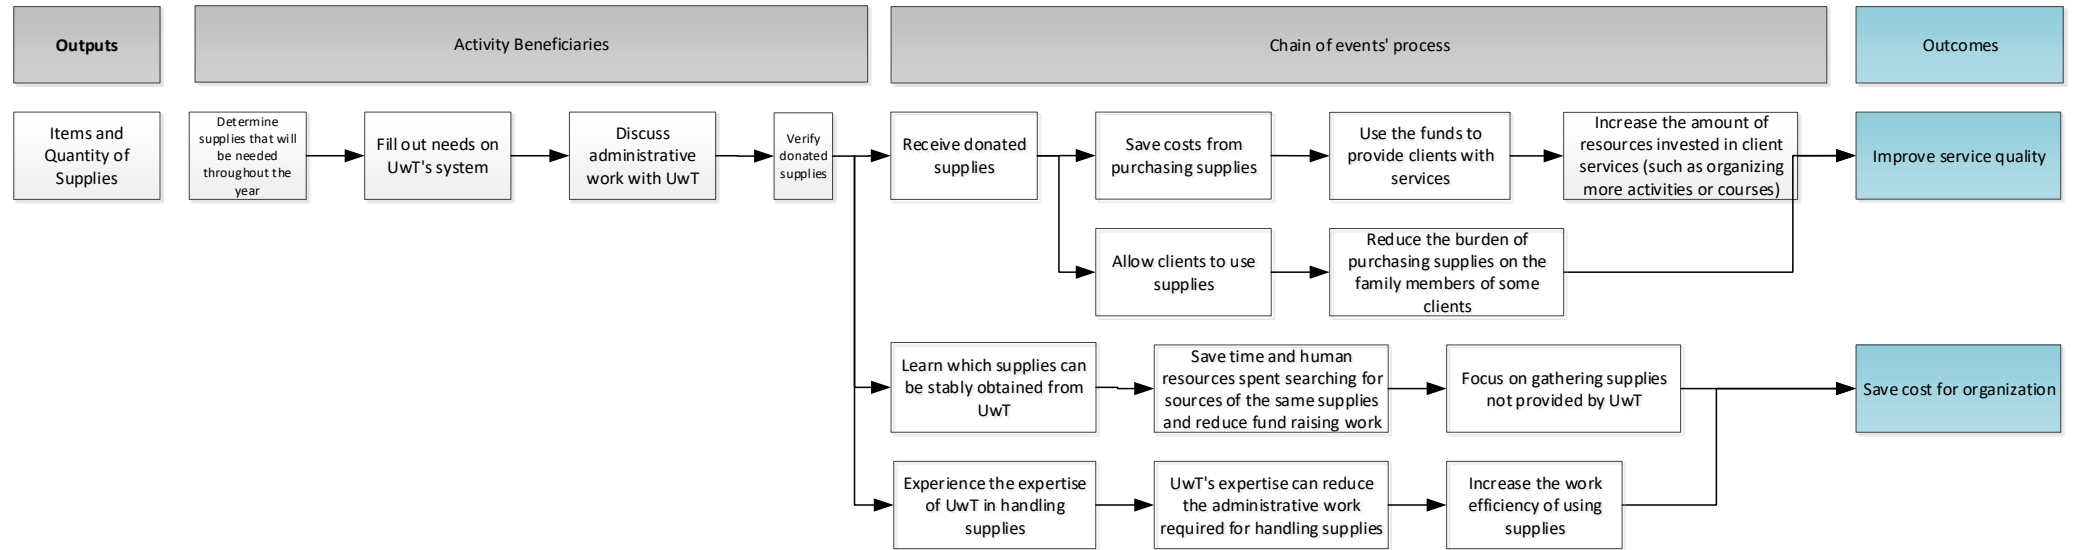 Outputs
Activity Beneficiaries
Chain of events' process
Outcomes
Items and
Quantity of
Supplies
Determine
supplies that will
be needed
throughout the
year
Fill out needs on
UwT's system
Discuss
administrative
work with UwT
Verify
donated
supplies
Receive donated
supplies
Save costs from
purchasing supplies
Use the funds to
provide clients with
services
Increase the amount of
resources invested in client
services (such as organizing
more activities or courses)
Improve service quality
Allow clients to use
supplies
Reduce the burden of
purchasing supplies on the
family members of some
clients
Learn which supplies can
be stably obtained from
UwT
Save time and human
resources spent searching for
sources of the same supplies
and reduce fund raising work
Focus on gathering supplies
not provided by UwT
Save cost for organization
Experience the expertise
of UwT in handling
supplies
UwT's expertise can reduce
the administrative work
required for handling supplies
Increase the work
efficiency of using
supplies